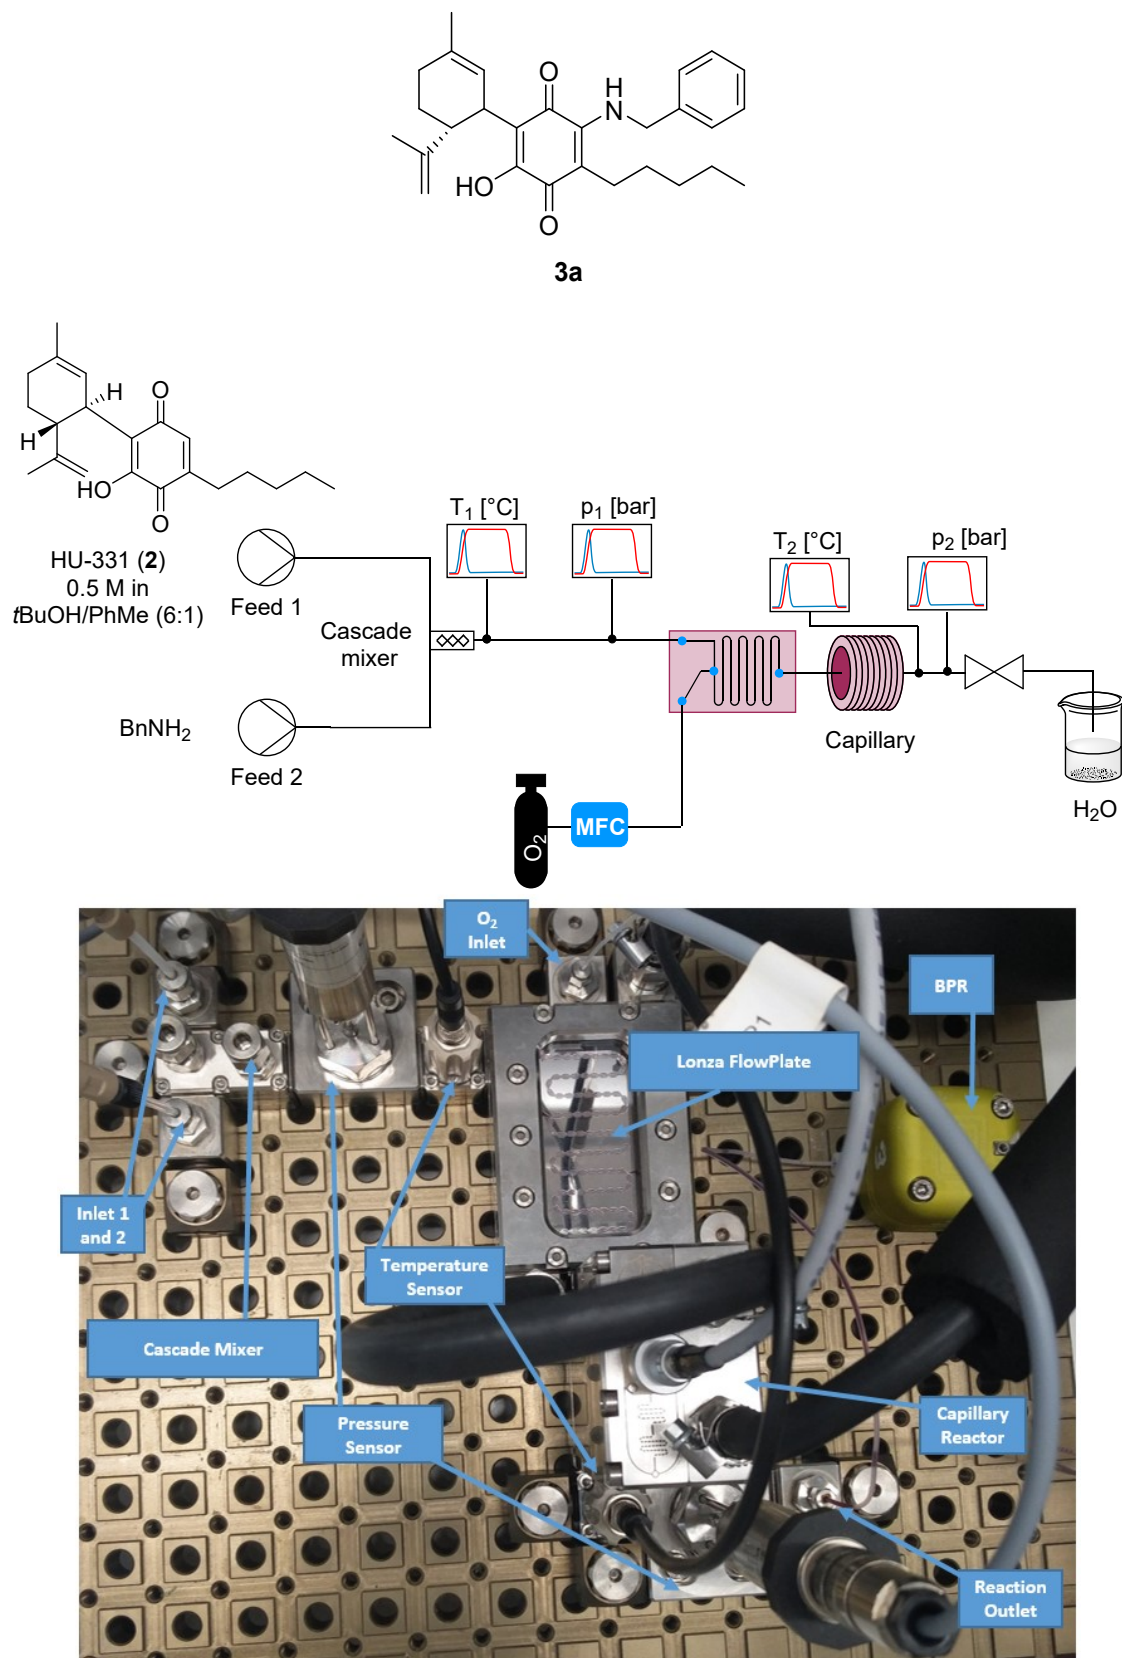 O
H
N
HO
O
3a
H
O
H
HO
O
HU-331 (2)
0.5 M in
tBuOH/PhMe (6:1)
Feed 1
BnNH2
Feed 2
Cascade
mixer
T1 [°C]
p1 [bar]
T2 [°C]
p2 [bar]
Capillary
O2
MFC
H2O
O2
Inlet
BPR
Lonza FlowPlate
Inlet 1
and 2
Temperature
Sensor
Cascade Mixer
Pressure
Sensor
Capillary
Reactor
Reaction
Outlet